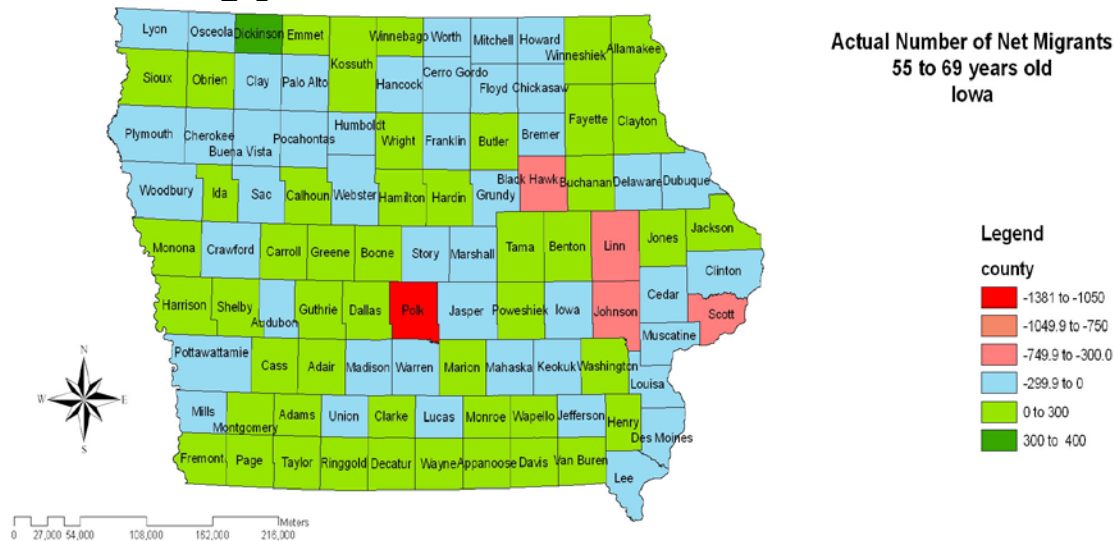 Actual Number of Net Migrants
55 to 69 years old
Iowa
Lyon Osceola Dickinson Emmet Winnebago Worth Mitchell Howard Winneshiek Allamakee
Kossuth
Sioux Obrien Clay Palo Alto Hancock Cerro Gordo Floyd Chickasaw
Fayette Clayton
Plymouth Cherokee Buena Vista Pocahontas Humboldt Wright Franklin Butler Bremer
Woodbury Ida Sac Calhoun Webster Hamilton Hardin Grundy Black Hawk Buchanan Delaware Dubuque
Monona Crawford Carroll Greene Boone Story Marshall Tama Benton Linn Jones Jackson
Clinton
Harrison Shelby Audubon Guthrie Dallas Polk Jasper Poweshiek Iowa Johnson Cedar Scott
Muscatine
Pottawattamie Cass Adair Madison Warren Marion Mahaska Keokuk Washington Louisa
Mills Montgomery Adams Union Clarke Lucas Monroe Wapello Jefferson Henry Des Moines
Fremont Page Taylor Ringgold Decatur Wayne Appanoose Davis Van Buren Lee
Legend
county
-1381 to -1050
-1049.9 to -750
-749.9 to -300.0
-299.9 to 0
0 to 300
300 to 400
N
W E
S
Meters
0 27,000 54,000 108,000 162,000 216,000